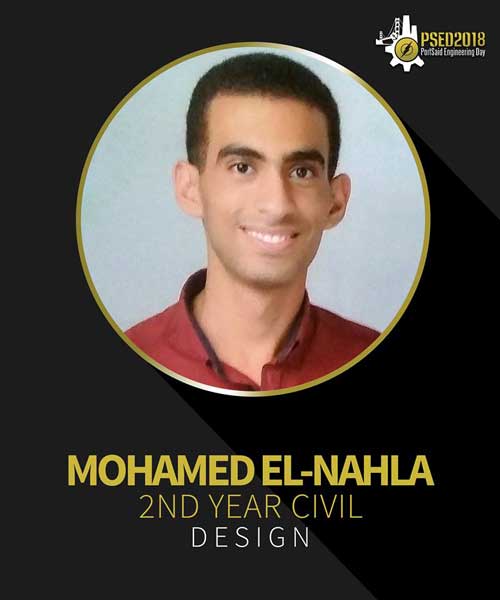 PSED2018
PortSaid Engineering Day
MOHAMED EL-NAHLA
2ND YEAR CIVIL
DESIGN